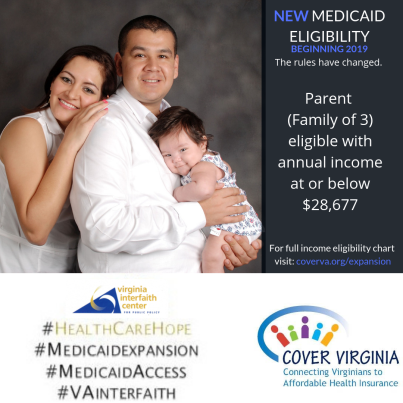 NEW MEDICAID
ELIGIBILITY
BEGINNING 2019
The rules have changed.
Parent
(Family of 3)
eligible with
annual income
at or below
$28,677
For full income eligibility chart
visit: coverva.org/expansion
virginia
interfaith
center
FOR PUBLIC POLICY
#HEALTHCAREHOPE
#MEDICAIDEXPANSION
#MEDICAIDACCESS
#VAINTERFAITH
COVER VIRGINIA
Connecting Virginians to
Affordable Health Insurance